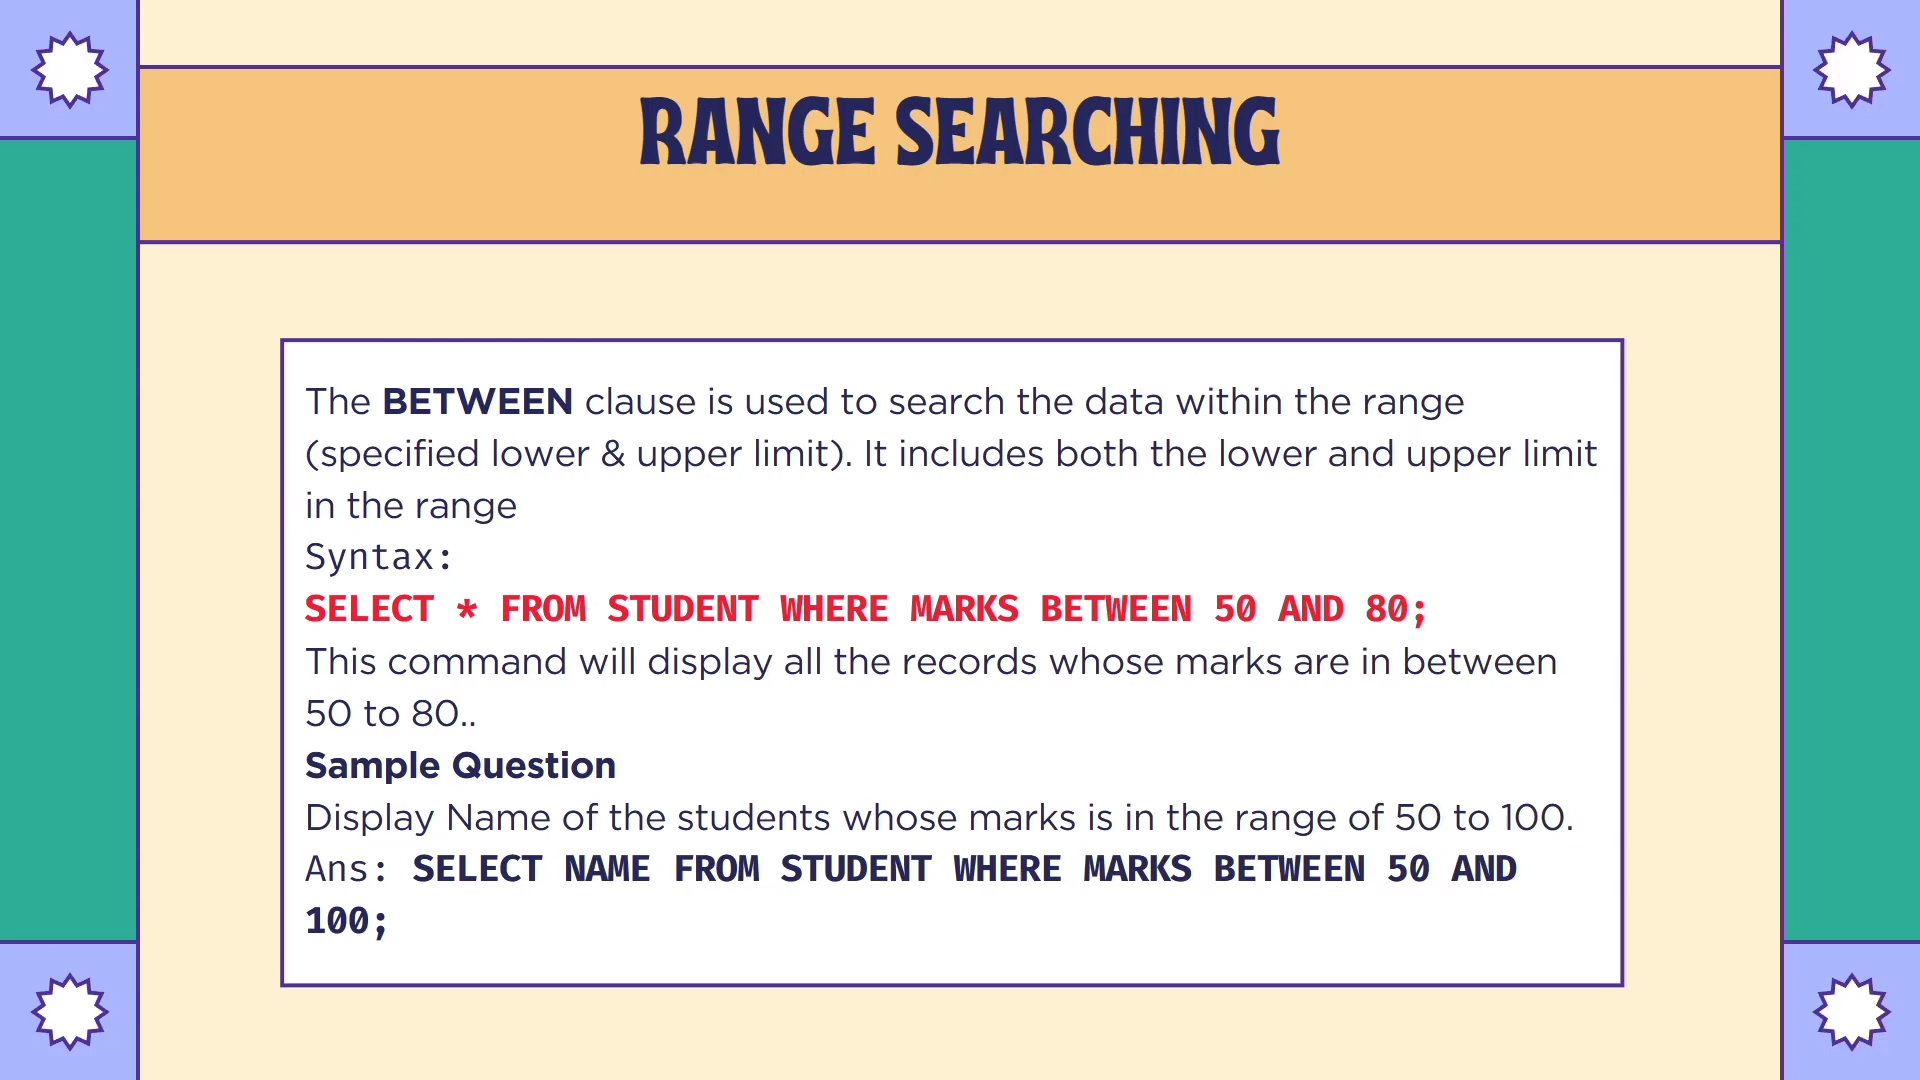 RANGE SEARCHING
The BETWEEN clause is used to search the data within the range
(specified lower & upper limit). It includes both the lower and upper limit
in the range
Syntax:
SELECT * FROM STUDENT WHERE MARKS BETWEEN 50 AND 80;
This command will display all the records whose marks are in between
50 to 80..
Sample Question
Display Name of the students whose marks is in the range of 50 to 100.
Ans: SELECT NAME FROM STUDENT WHERE MARKS BETWEEN 50 AND
100;